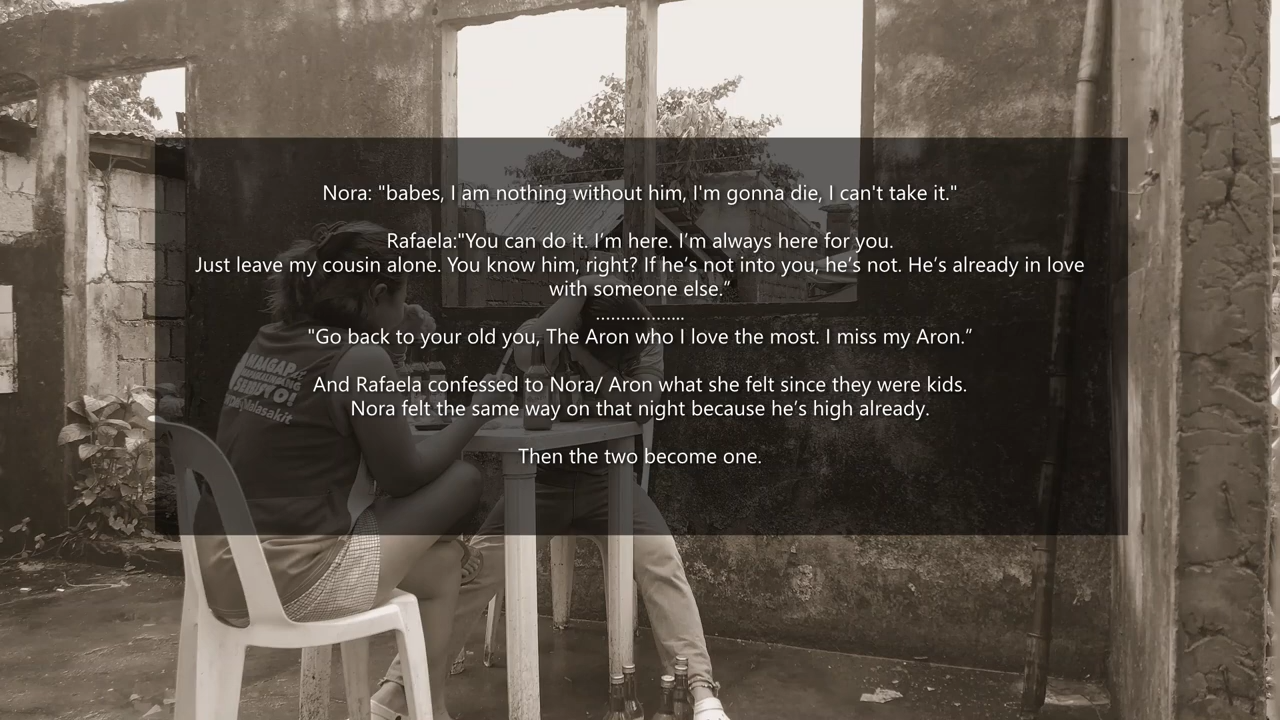 Nora: "babes, I am nothing without him, I'm gonna die, I can't take it."
Rafaela:"You can do it. I’m here. I’m always here for you.
Just leave my cousin alone. You know him, right? If he’s not into you, he’s not. He’s already in love
with someone else.”
.................
"Go back to your old you, The Aron who I love the most. I miss my Aron.”
And Rafaela confessed to Nora/ Aron what she felt since they were kids.
Nora felt the same way on that night because he’s high already.
Then the two become one.
SERBISYO!
Malasakit